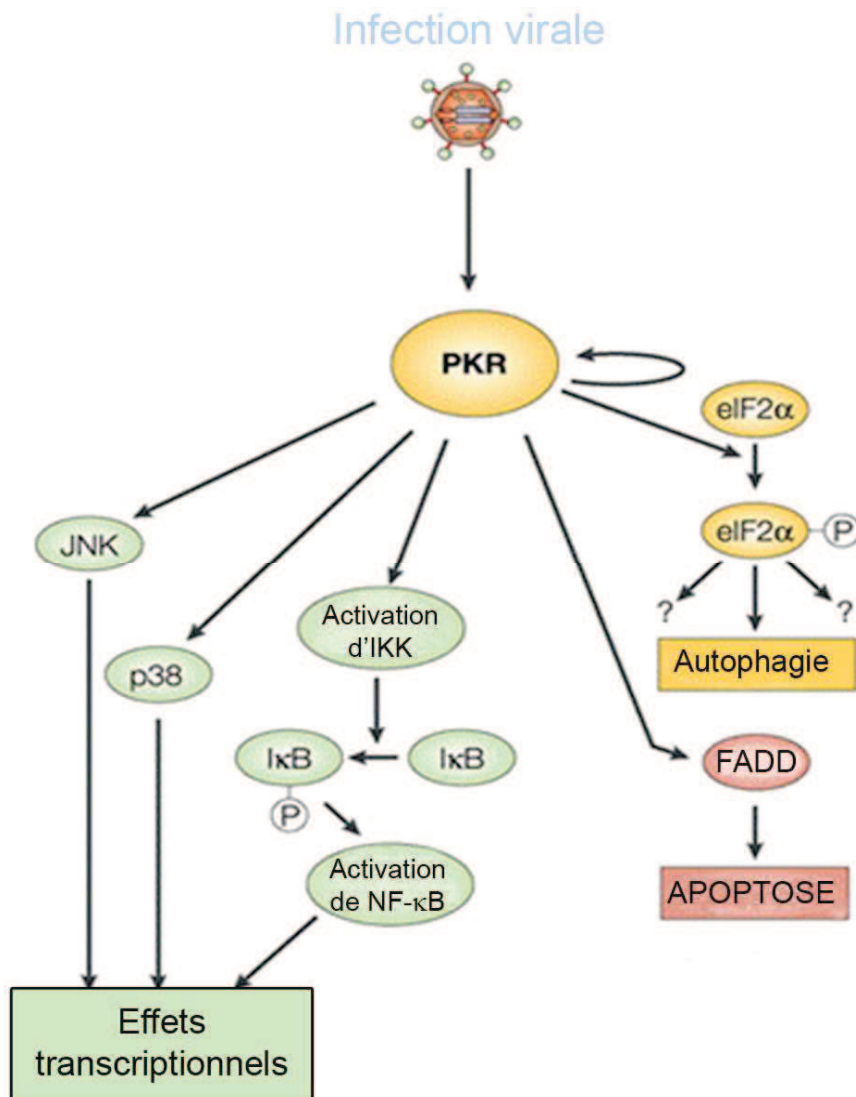 Infection virale
PKR
eIF2α
eIF2α
P
JNK
?
?
Activation
d'IKK
Autophagie
p38
IκB
IκB
FADD
P
Activation
de NF-κB
APOPTOSE
Effets
transcriptionnels